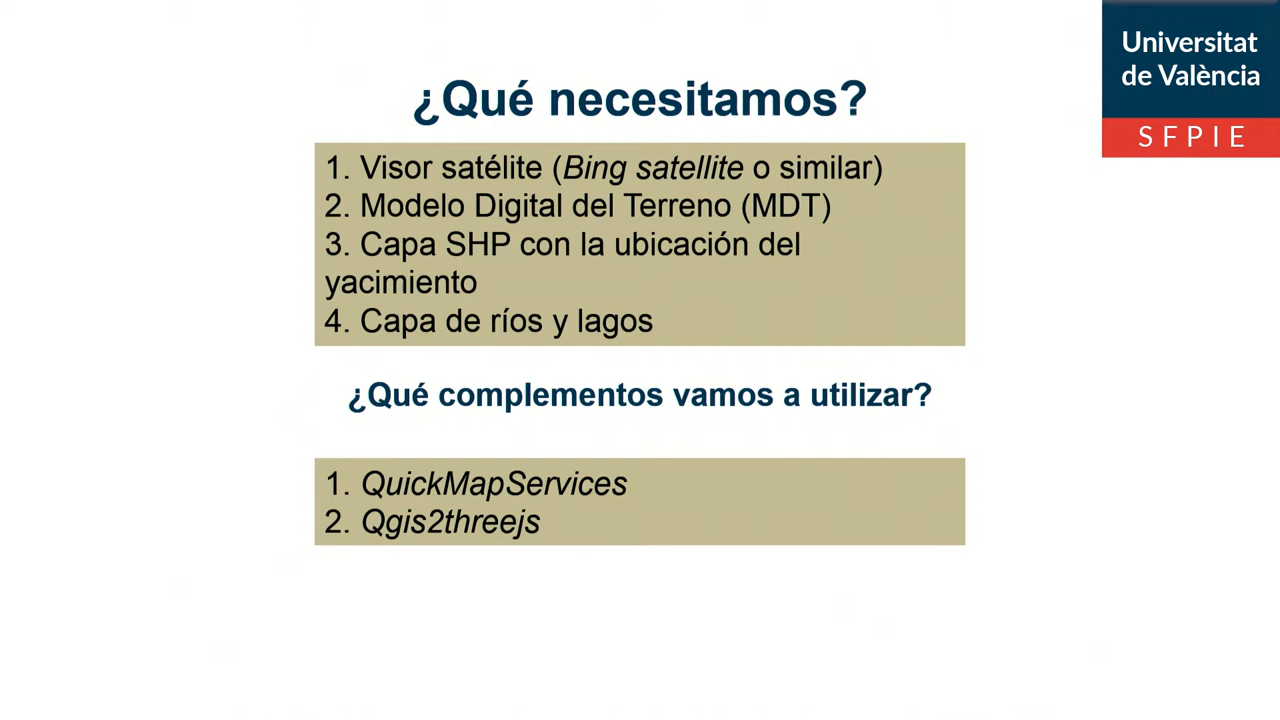 Universitat
de València
SFPIE
¿Qué necesitamos?
1. Visor satélite (Bing satellite o similar)
2. Modelo Digital del Terreno (MDT)
3. Capa SHP con la ubicación del
yacimiento
4. Capa de ríos y lagos
¿Qué complementos vamos a utilizar?
1. QuickMapServices
2. Qgis2threejs